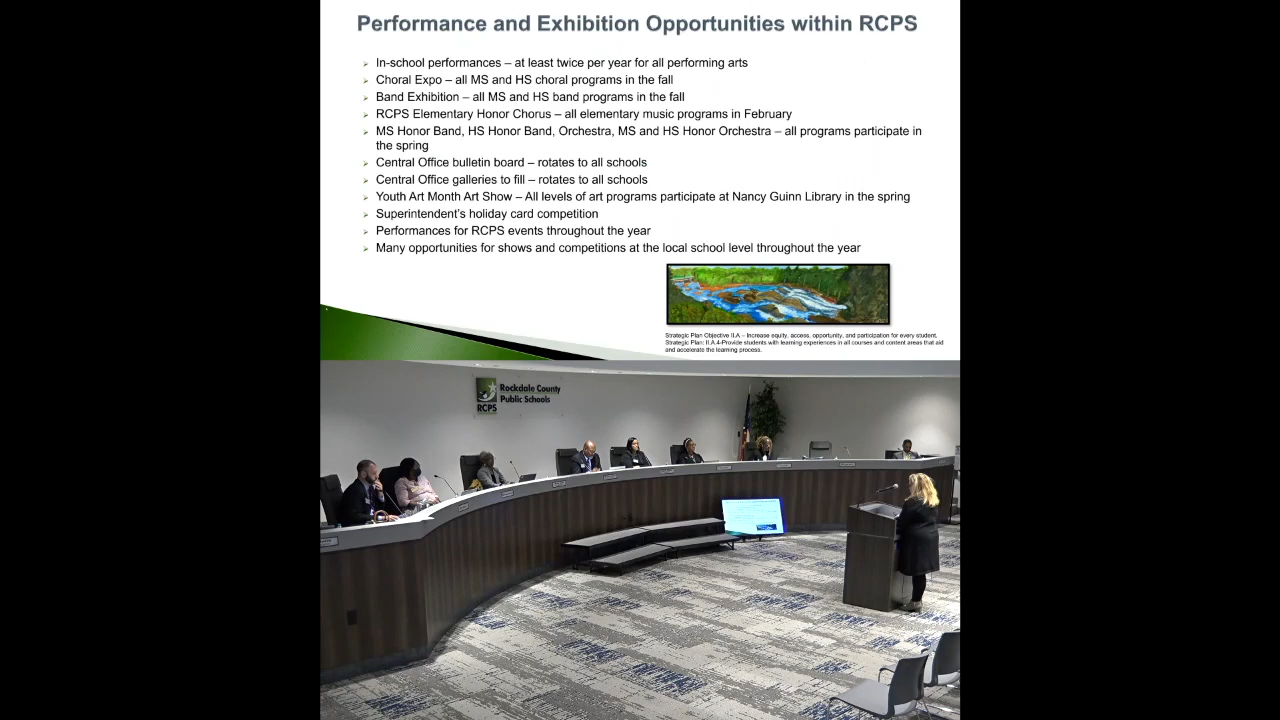 Performance and Exhibition Opportunities within RCPS
In-school performances – at least twice per year for all performing arts
Choral Expo – all MS and HS choral programs in the fall
Band Exhibition – all MS and HS band programs in the fall
RCPS Elementary Honor Chorus – all elementary music programs in February
MS Honor Band, HS Honor Band, Orchestra, MS and HS Honor Orchestra – all programs participate in
the spring
Central Office bulletin board – rotates to all schools
Central Office galleries to fill – rotates to all schools
Youth Art Month Art Show – All levels of art programs participate at Nancy Guinn Library in the spring
Superintendent's holiday card competition
Performances for RCPS events throughout the year
Many opportunities for shows and competitions at the local school level throughout the year
Strategic Plan Objective II.A – Increase equity, access, opportunity, and participation for every student.
Strategic Plan: II.A.4-Provide students with learning experiences in all courses and content areas that aid
and accelerate the learning process.
Rockdale County
Public Schools
RCPS